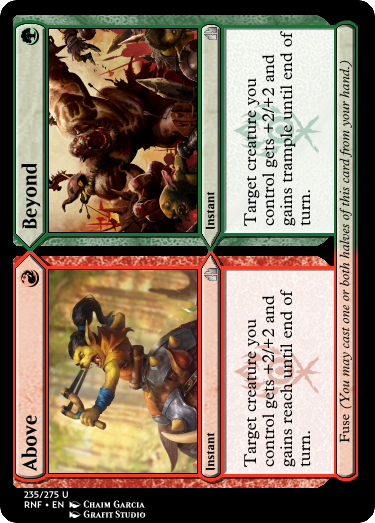 Above
Instant
Target creature you
control gets +2/+2 and
gains reach until end of
turn.
Beyond
Instant
Target creature you
control gets +2/+2 and
gains trample until end of
turn.
Fuse (You may cast one or both halves of this card from your hand.)
235/275 U
RNF • EN Chaim Garcia
Grafit Studio